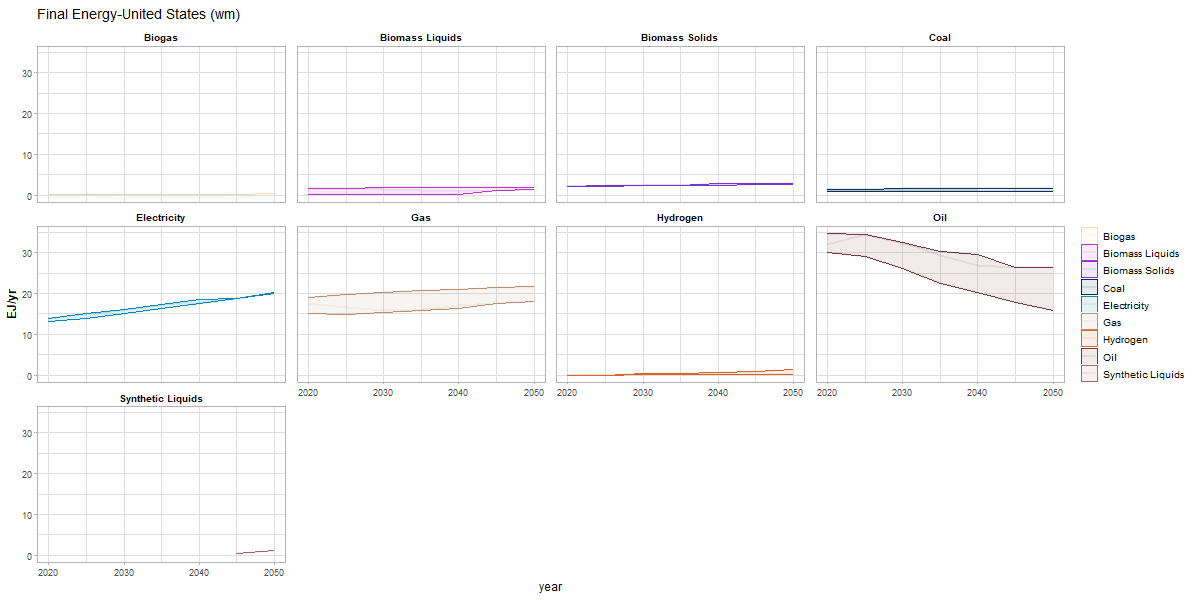 Final Energy-United States (wm)
Biogas
Biomass Liquids
Biomass Solids
Coal
30
20
10
0
Electricity
Gas
Hydrogen
Oil
30
20
10
0
2020 2030 2040 2050
2020 2030 2040 2050
2020 2030 2040 2050
Synthetic Liquids
30
20
10
0
2020 2030 2040 2050
EJ/yr
year
Biogas
Biomass Liquids
Biomass Solids
Coal
Electricity
Gas
Hydrogen
Oil
Synthetic Liquids